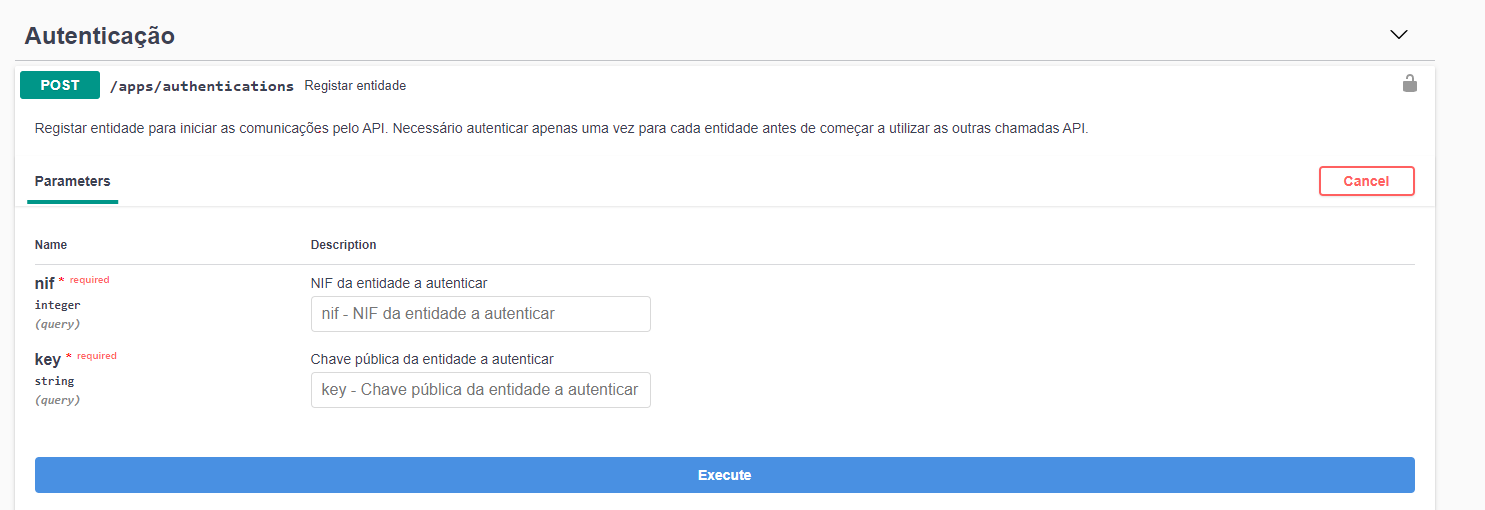 Autenticação
POST /apps/authentications Registar entidade
Registar entidade para iniciar as comunicações pelo API. Necessário autenticar apenas uma vez para cada entidade antes de começar a utilizar as outras chamadas API.
Parameters Cancel
Name Description
nif * required NIF da entidade a autenticar
integer nif - NIF da entidade a autenticar
(query)
key * required Chave pública da entidade a autenticar
string key - Chave pública da entidade a autenticar
(query)
Execute